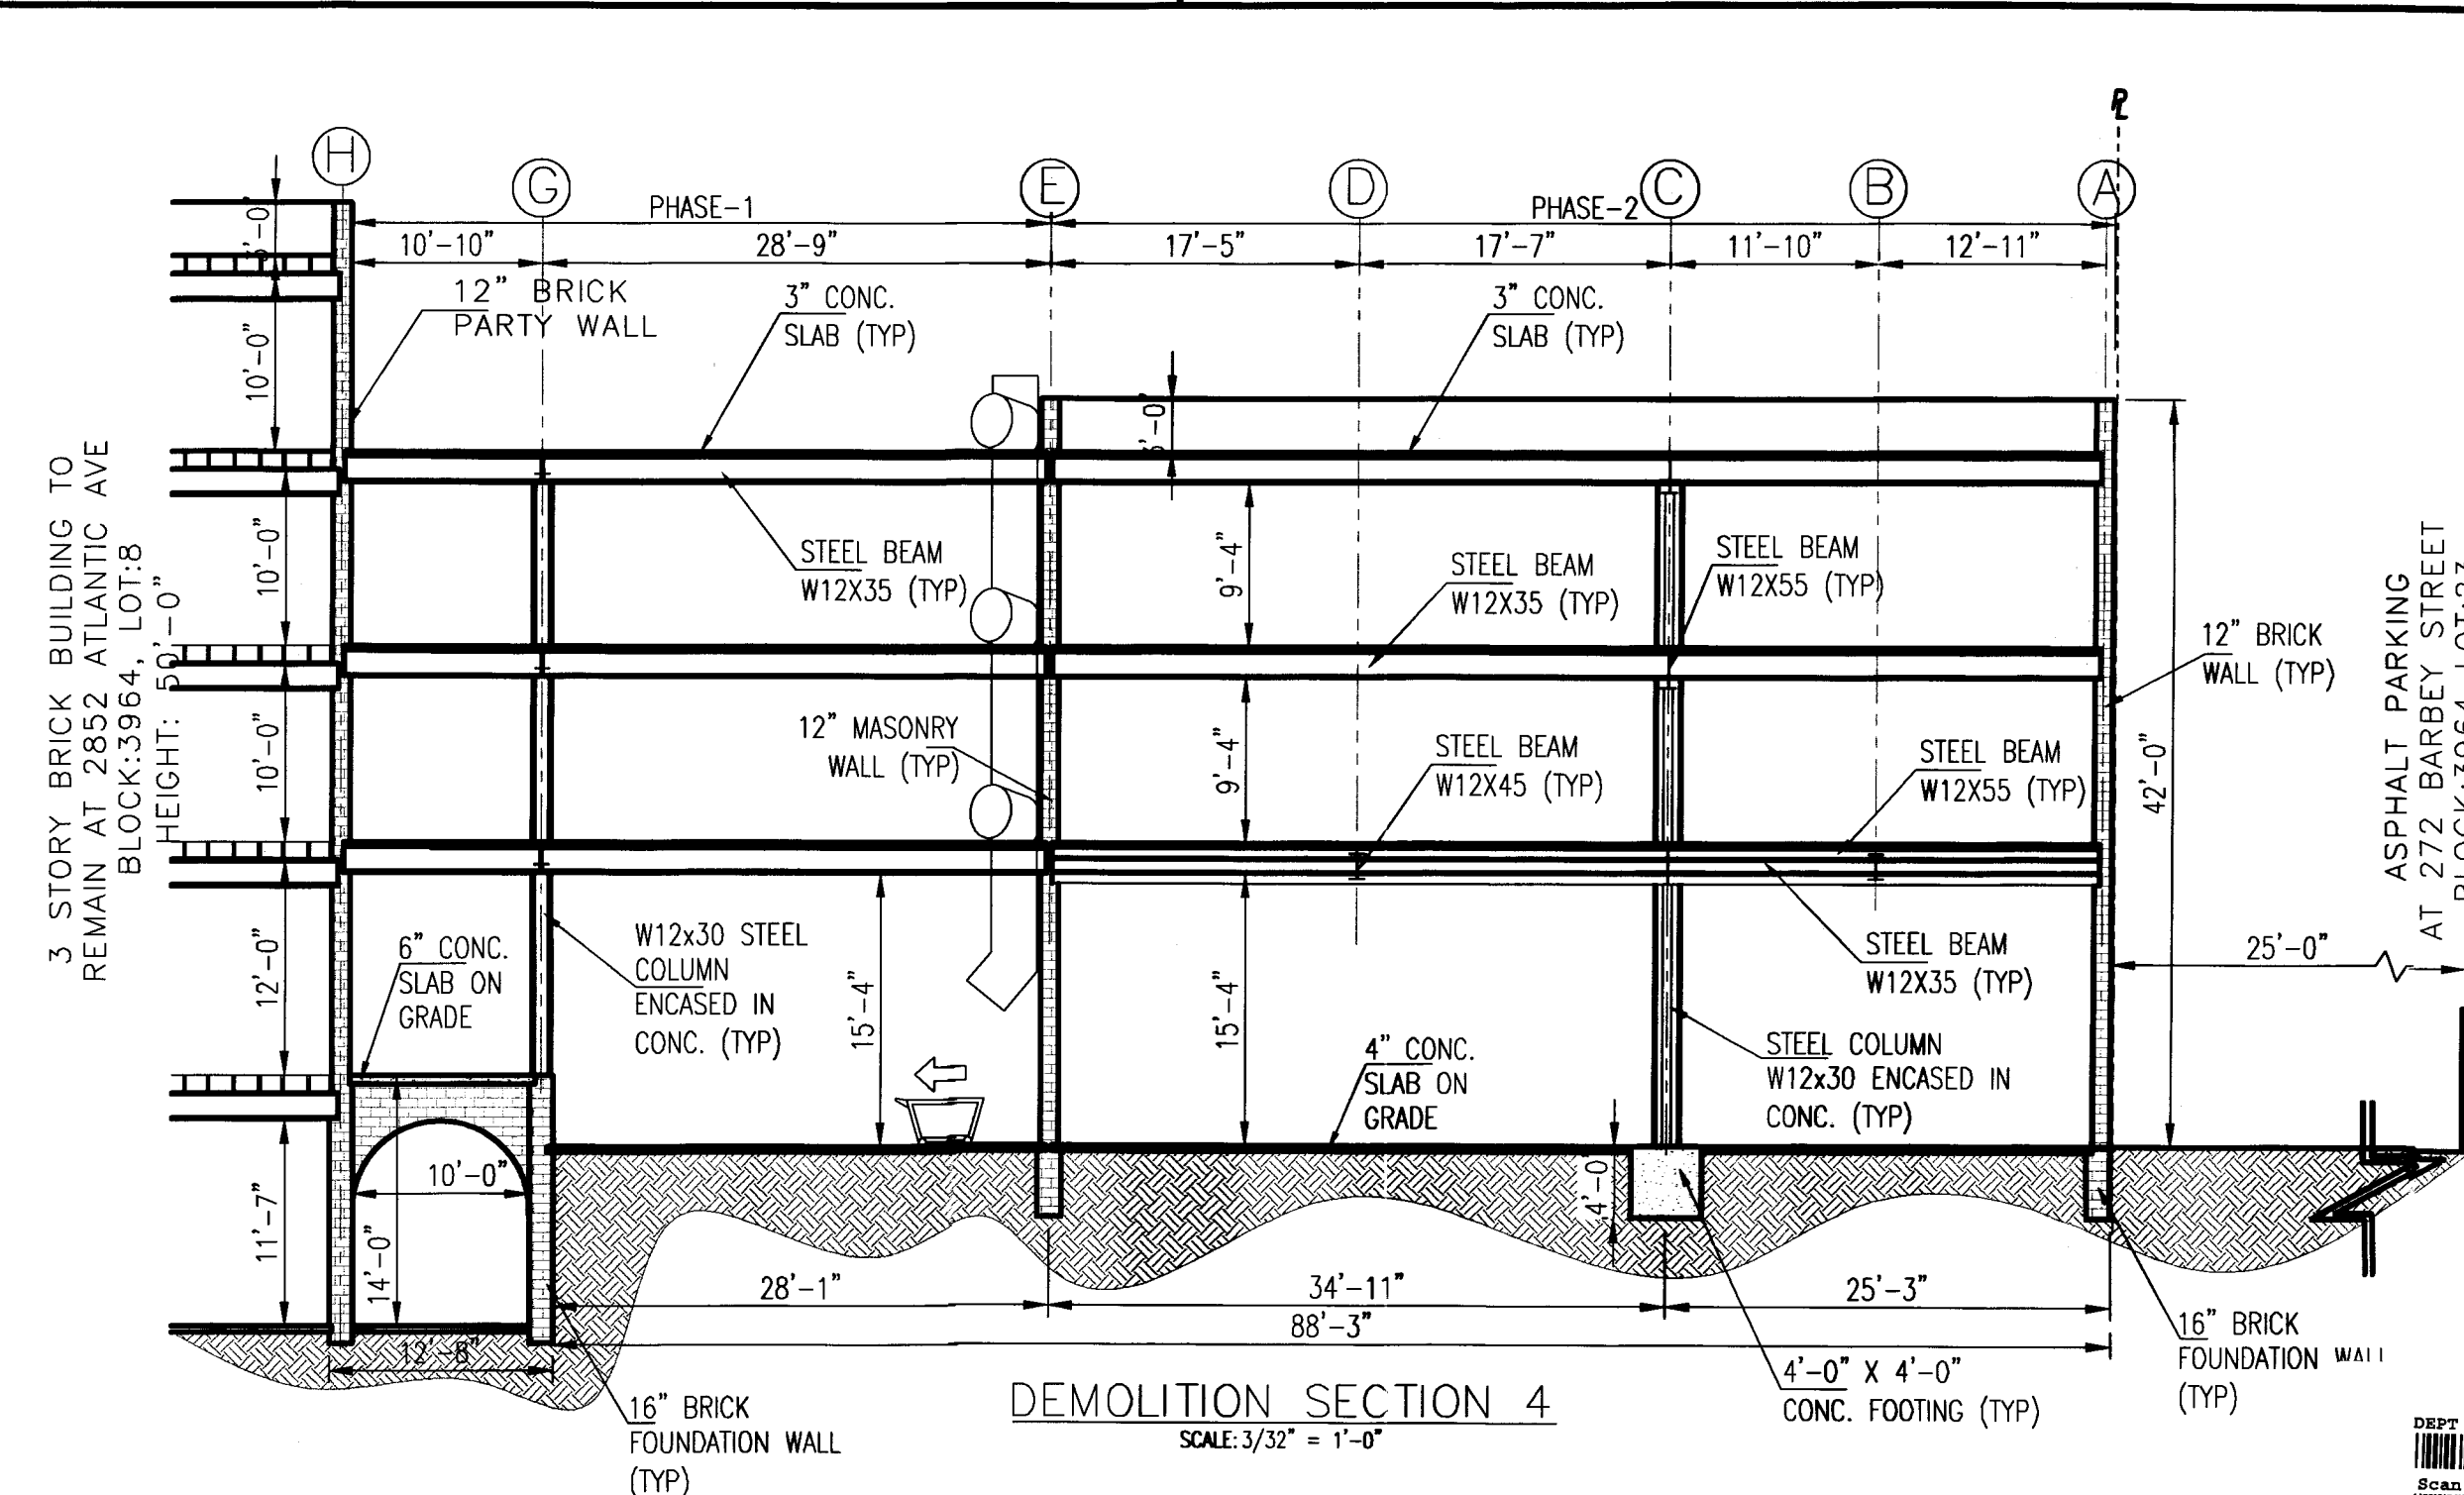 ℞
H
G
E
D
C
B
A
PHASE-1
PHASE-2
10'-10"
28'-9"
17'-5"
17'-7"
11'-10"
12'-11"
12" BRICK
PARTY WALL
3" CONC.
SLAB (TYP)
3" CONC.
SLAB (TYP)
10'-0"
10'-0"
10'-0"
12'-0"
11'-7"
3 STORY BRICK BUILDING TO
REMAIN AT 2852 ATLANTIC AVE
BLOCK:3964, LOT:8
HEIGHT: 50'-0"
STEEL BEAM
W12X35 (TYP)
9'-4"
STEEL BEAM
W12X35 (TYP)
STEEL BEAM
W12X55 (TYP)
12" BRICK
WALL (TYP)
ASPHALT PARKING
AT 272 BARBEY STREET
12" MASONRY
WALL (TYP)
9'-4"
STEEL BEAM
W12X45 (TYP)
STEEL BEAM
W12X55 (TYP)
42'-0"
6" CONC.
SLAB ON
GRADE
W12x30 STEEL
COLUMN
ENCASED IN
CONC. (TYP)
15'-4"
15'-4"
STEEL BEAM
W12X35 (TYP)
25'-0"
4" CONC.
SLAB ON
GRADE
STEEL COLUMN
W12x30 ENCASED IN
CONC. (TYP)
10'-0"
14'-0"
4'-0
28'-1"
34'-11"
25'-3"
88'-3"
12'-8"
16" BRICK
FOUNDATION WALL
(TYP)
4'-0" X 4'-0"
CONC. FOOTING (TYP)
16" BRICK
FOUNDATION WALL
(TYP)
DEMOLITION SECTION 4
SCALE: 3/32" = 1'-0"
DEPT
Scan